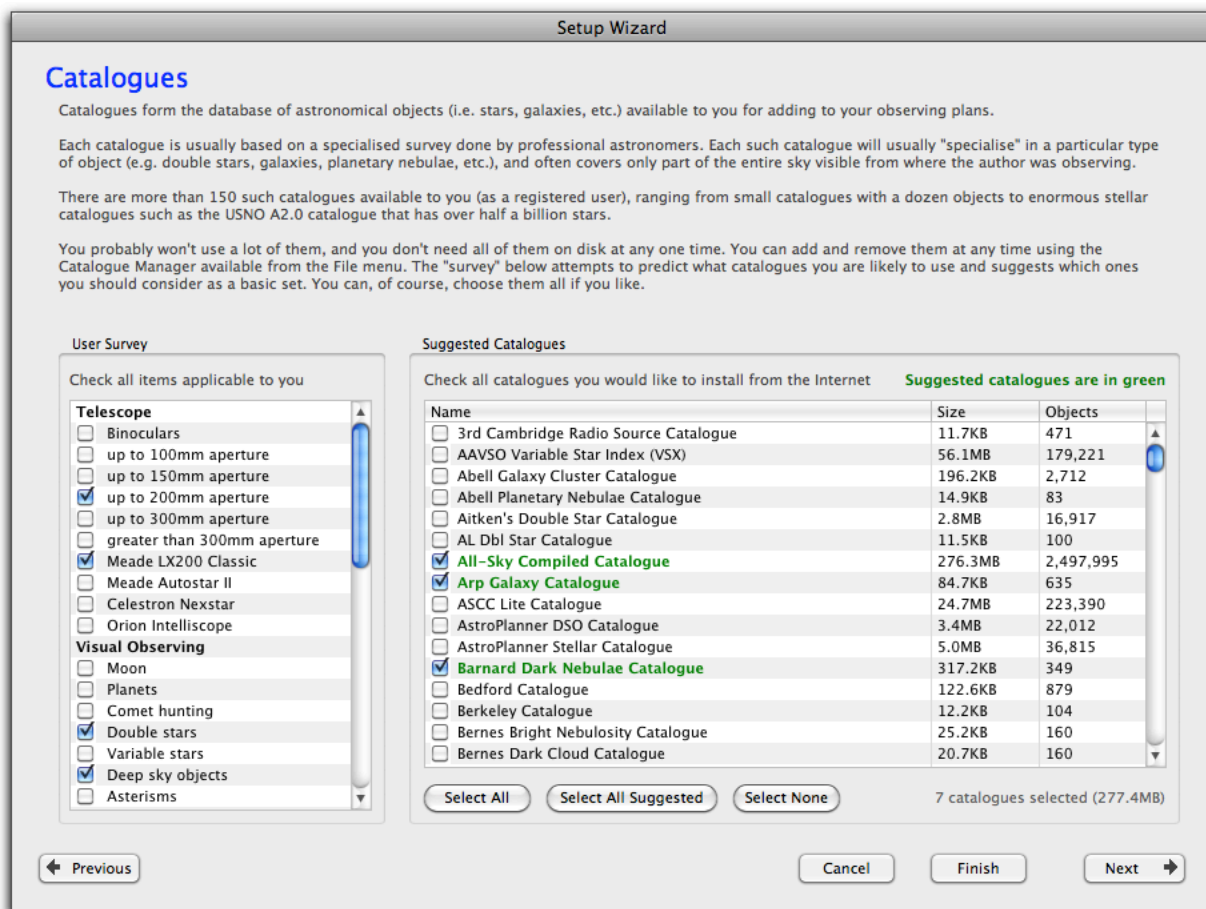 Setup Wizard
Catalogues
Catalogues form the database of astronomical objects (i.e. stars, galaxies, etc.) available to you for adding to your observing plans.
Each catalogue is usually based on a specialised survey done by professional astronomers. Each such catalogue will usually "specialise" in a particular type
of object (e.g. double stars, galaxies, planetary nebulae, etc.), and often covers only part of the entire sky visible from where the author was observing.
There are more than 150 such catalogues available to you (as a registered user), ranging from small catalogues with a dozen objects to enormous stellar
catalogues such as the USNO A2.0 catalogue that has over half a billion stars.
You probably won't use a lot of them, and you don't need all of them on disk at any one time. You can add and remove them at any time using the
Catalogue Manager available from the File menu. The "survey" below attempts to predict what catalogues you are likely to use and suggests which ones
you should consider as a basic set. You can, of course, choose them all if you like.
User Survey
Check all items applicable to you
Telescope
Binoculars
up to 100mm aperture
up to 150mm aperture
up to 200mm aperture
up to 300mm aperture
greater than 300mm aperture
Meade LX200 Classic
Meade Autostar II
Celestron Nexstar
Orion Intelliscope
Visual Observing
Moon
Planets
Comet hunting
Double stars
Variable stars
Deep sky objects
Asterisms
Suggested Catalogues
Check all catalogues you would like to install from the Internet Suggested catalogues are in green
Name Size Objects
3rd Cambridge Radio Source Catalogue 11.7KB 471
AAVSO Variable Star Index (VSX) 56.1MB 179,221
Abell Galaxy Cluster Catalogue 196.2KB 2,712
Abell Planetary Nebulae Catalogue 14.9KB 83
Aitken's Double Star Catalogue 2.8MB 16,917
AL Dbl Star Catalogue 11.5KB 100
All-Sky Compiled Catalogue 276.3MB 2,497,995
Arp Galaxy Catalogue 84.7KB 635
ASCC Lite Catalogue 24.7MB 223,390
AstroPlanner DSO Catalogue 3.4MB 22,012
AstroPlanner Stellar Catalogue 5.0MB 36,815
Barnard Dark Nebulae Catalogue 317.2KB 349
Bedford Catalogue 122.6KB 879
Berkeley Catalogue 12.2KB 104
Bernes Bright Nebulosity Catalogue 25.2KB 160
Bernes Dark Cloud Catalogue 20.7KB 160
Select All Select All Suggested Select None 7 catalogues selected (277.4MB)
Previous Cancel Finish Next